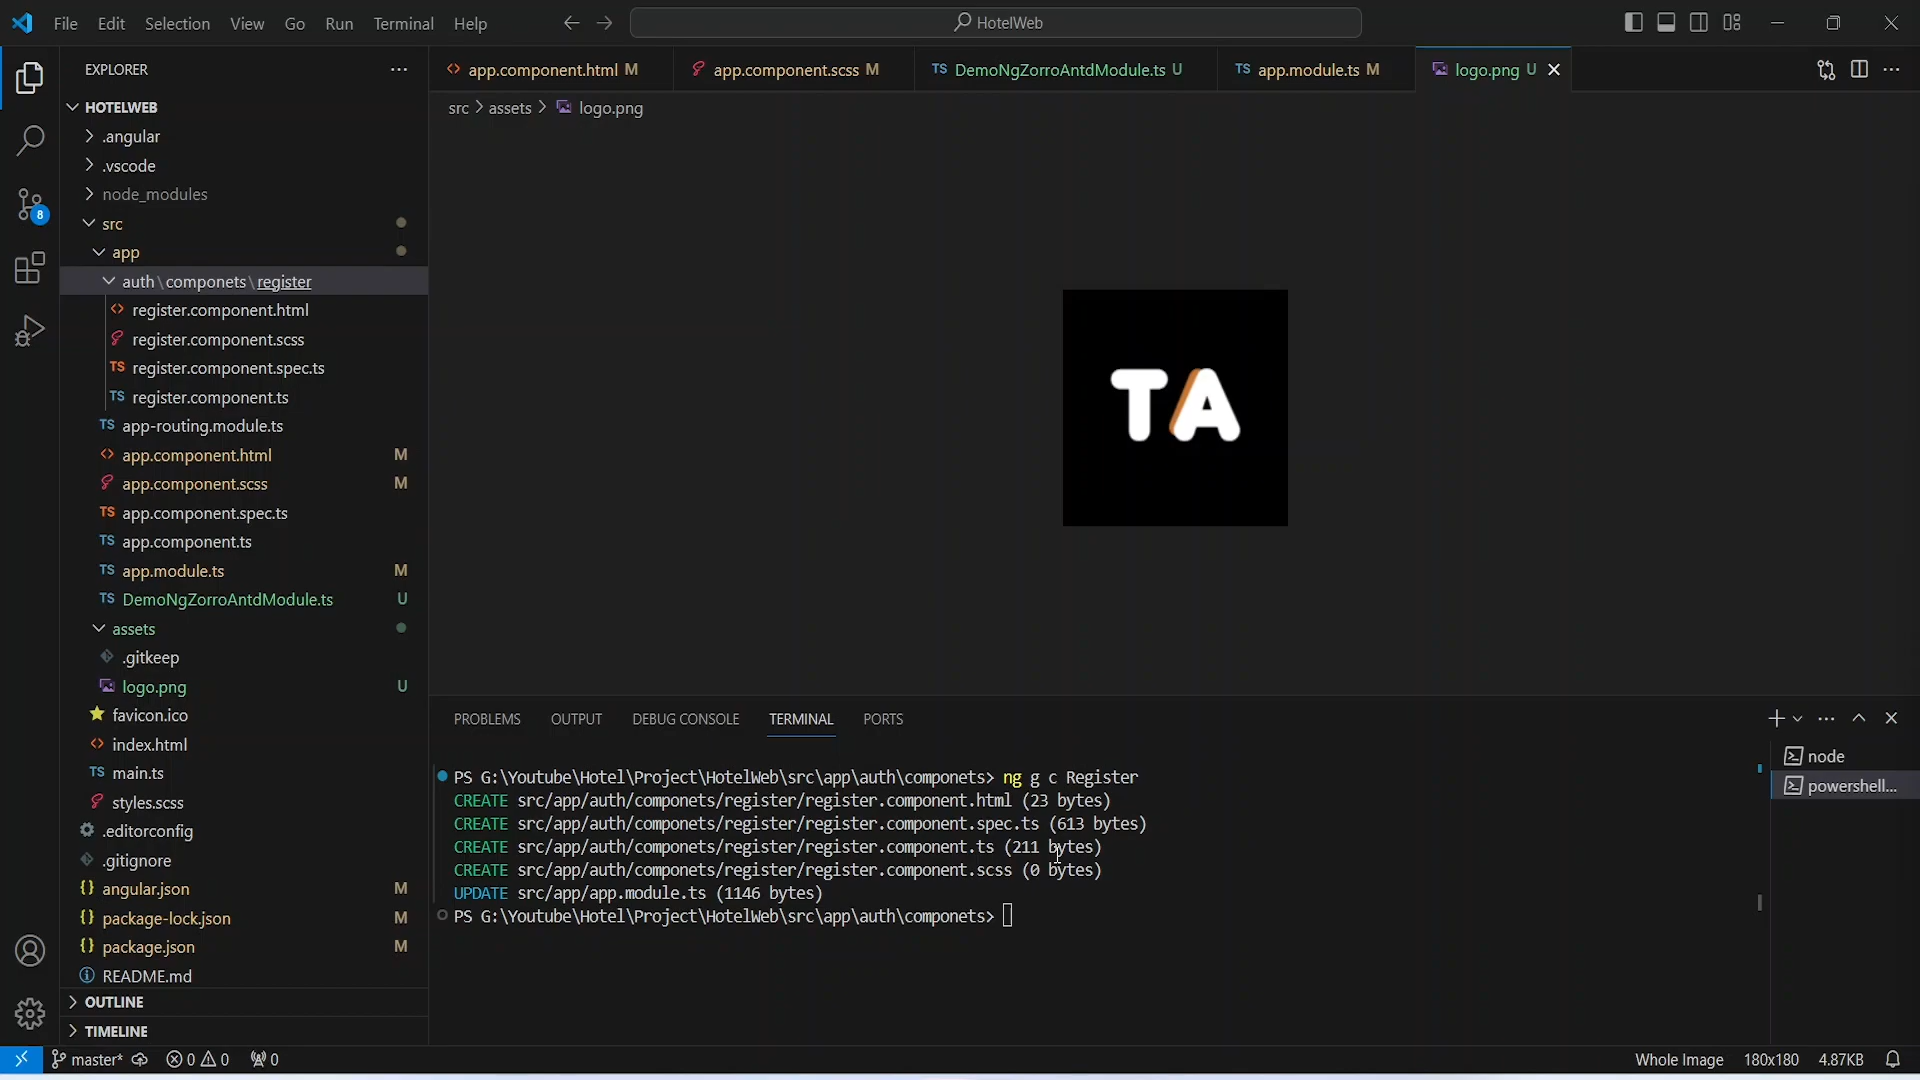 File Edit Selection View Go Run Terminal Help
HotelWeb
EXPLORER
HOTELWEB
.angular
.vscode
node_modules
src
app
auth\componets\register
register.component.html
register.component.scss
register.component.spec.ts
register.component.ts
app-routing.module.ts
app.component.html M
app.component.scss M
app.component.spec.ts
app.component.ts
app.module.ts M
DemoNgZorroAntdModule.ts U
assets
.gitkeep
logo.png U
favicon.ico
index.html
main.ts
styles.scss
.editorconfig
.gitignore
angular.json M
package-lock.json M
package.json M
README.md
OUTLINE
TIMELINE
8
app.component.html M app.component.scss M DemoNgZorroAntdModule.ts U app.module.ts M logo.png U
src > assets > logo.png
TA
PROBLEMS OUTPUT DEBUG CONSOLE TERMINAL PORTS
PS G:\Youtube\Hotel\Project\HotelWeb\src\app\auth\componets> ng g c Register
CREATE src/app/auth/componets/register/register.component.html (23 bytes)
CREATE src/app/auth/componets/register/register.component.spec.ts (613 bytes)
CREATE src/app/auth/componets/register/register.component.ts (211 bytes)
CREATE src/app/auth/componets/register/register.component.scss (0 bytes)
UPDATE src/app/app.module.ts (1146 bytes)
PS G:\Youtube\Hotel\Project\HotelWeb\src\app\auth\componets>
node
powershell...
master* 0 0 0
Whole Image 180x180 4.87KB